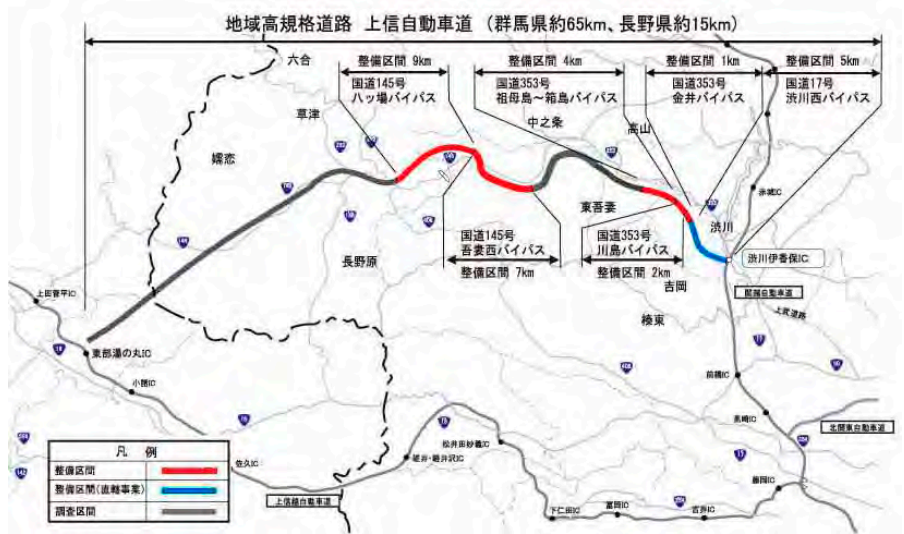 地域高規格道路 上信自動車道 （群馬県約65km、長野県約15km）
整備区間 9km
国道145号
八ッ場バイパス
整備区間 4km
国道353号
祖母島～箱島バイパス
整備区間 1km
国道353号
金井バイパス
整備区間 5km
国道17号
渋川西バイパス
六合
草津
中之条
高山
嬬恋
東吾妻
渋川
赤城IC
国道145号
吾妻西バイパス
整備区間 7km
国道353号
川島バイパス
整備区間 2km
長野原
吉岡
榛東
渋川伊香保IC
関越自動車道
上武道路
上田菅平IC
東部湯の丸IC
小諸IC
佐久IC
前橋IC
高崎IC
北関東自動車道
松井田妙義IC
碓井・軽井沢IC
上信越自動車道
下仁田IC
富岡IC
吉井IC
藤岡IC
凡 例
整備区間
整備区間(直轄事業)
調査区間
144
406
18
17